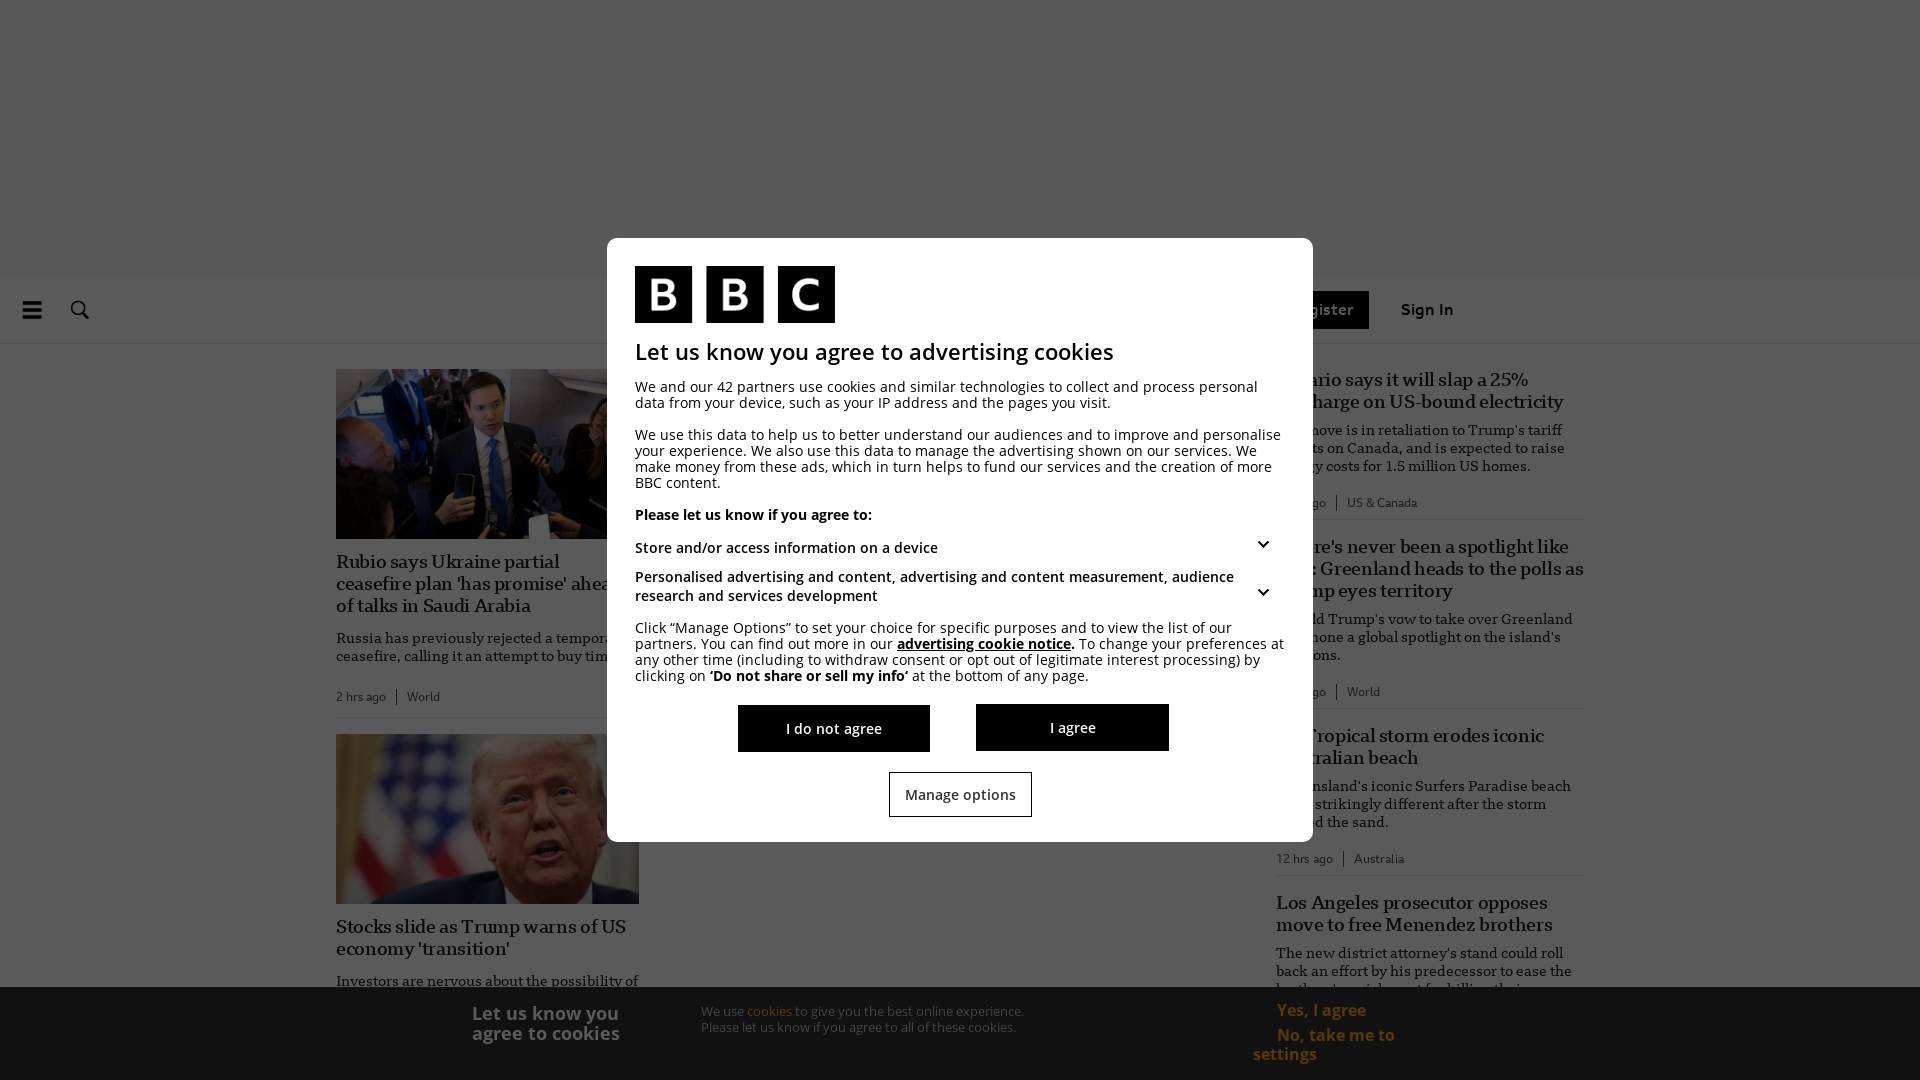 gister
Sign In
BBC
Let us know you agree to advertising cookies
We and our 42 partners use cookies and similar technologies to collect and process personal
data from your device, such as your IP address and the pages you visit.
We use this data to help us to better understand our audiences and to improve and personalise
your experience. We also use this data to manage the advertising shown on our services. We
make money from these ads, which in turn helps to fund our services and the creation of more
BBC content.
Please let us know if you agree to:
Store and/or access information on a device
Personalised advertising and content, advertising and content measurement, audience
research and services development
Click “Manage Options” to set your choice for specific purposes and to view the list of our
partners. You can find out more in our advertising cookie notice. To change your preferences at
any other time (including to withdraw consent or opt out of legitimate interest processing) by
clicking on ‘Do not share or sell my info‘ at the bottom of any page.
I do not agree
I agree
Manage options
Rubio says Ukraine partial
ceasefire plan 'has promise' ahea
of talks in Saudi Arabia
Russia has previously rejected a tempora
ceasefire, calling it an attempt to buy tim
2 hrs ago
World
Stocks slide as Trump warns of US
economy 'transition'
Investors are nervous about the possibility of
ario says it will slap a 25%
harge on US-bound electricity
move is in retaliation to Trump's tariff
ts on Canada, and is expected to raise
y costs for 1.5 million US homes.
go
US & Canada
re's never been a spotlight like
: Greenland heads to the polls as
mp eyes territory
ld Trump's vow to take over Greenland
hone a global spotlight on the island's
ons.
go
World
Tropical storm erodes iconic
tralian beach
nsland's iconic Surfers Paradise beach
strikingly different after the storm
d the sand.
12 hrs ago
Australia
Los Angeles prosecutor opposes
move to free Menendez brothers
The new district attorney's stand could roll
back an effort by his predecessor to ease the
Let us know you
agree to cookies
We use cookies to give you the best online experience.
Please let us know if you agree to all of these cookies.
Yes, I agree
No, take me to
settings